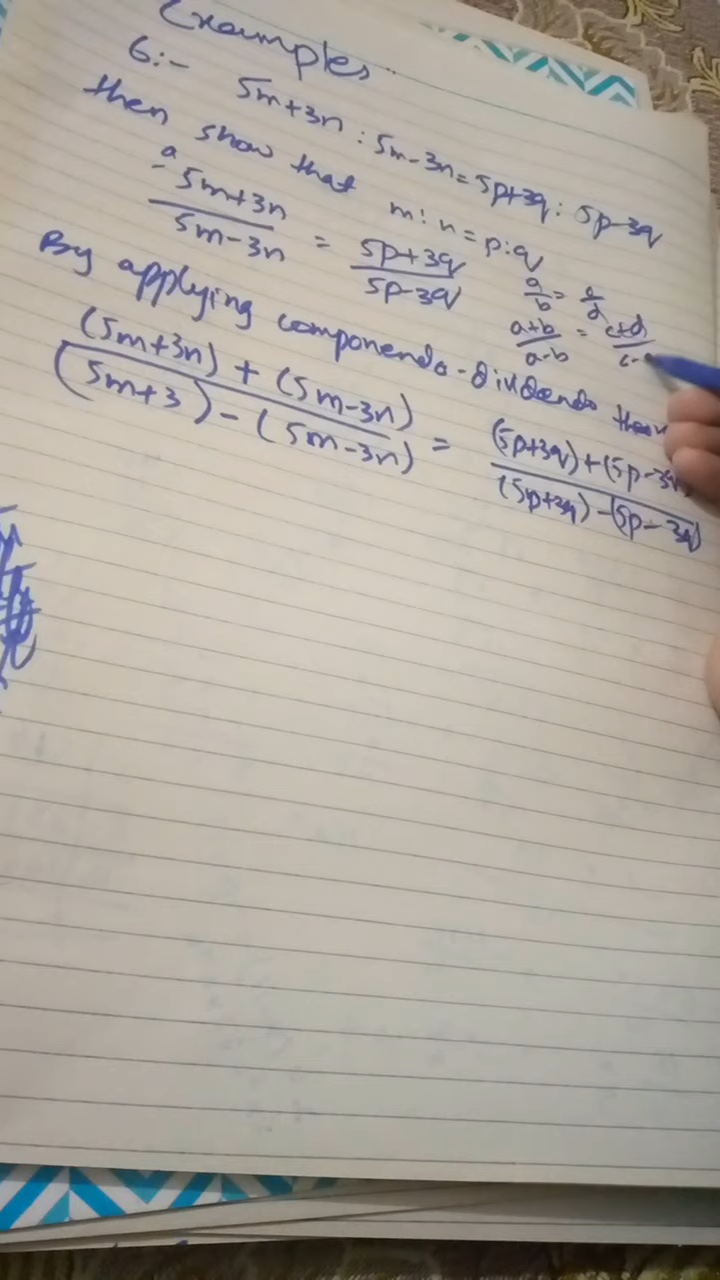 Examples
6:- 5m+3n : 5m-3n = 5p+3q : 5p-3q
then show that m:n = p:q
a
5m+3n / 5m-3n = 5p+3q / 5p-3q
a/b = c/d
a+b / a-b = c+d /
By applying componendo-dividendo then
(5m+3n) + (5m-3n) / (5m+3 ) - (5m-3n) = (5p+3q)+(5p-3q / (5p+3q)-(5p-3q)